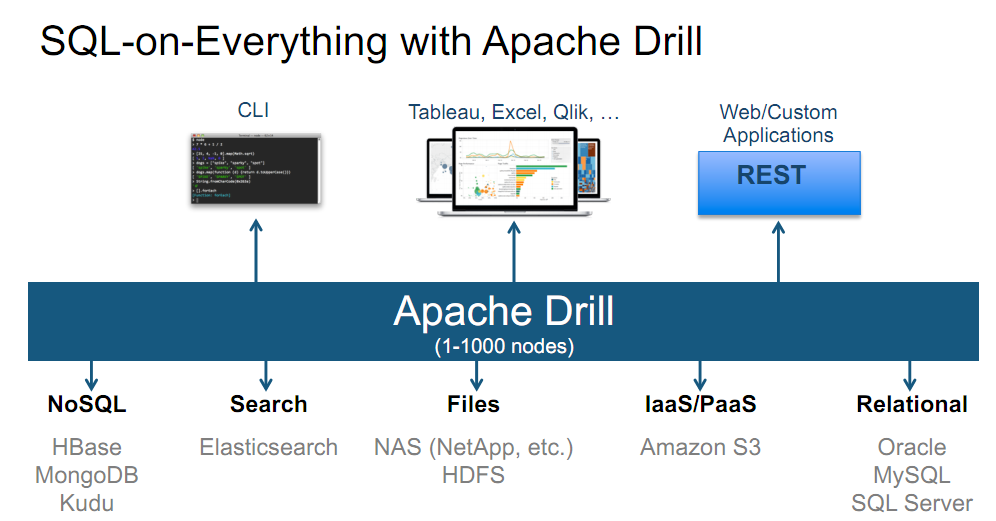 SQL-on-Everything with Apache Drill
CLI
Tableau, Excel, Qlik, …
Web/Custom
Applications
REST
Apache Drill
(1-1000 nodes)
NoSQL
HBase
MongoDB
Kudu
Search
Elasticsearch
Files
NAS (NetApp, etc.)
HDFS
IaaS/PaaS
Amazon S3
Relational
Oracle
MySQL
SQL Server